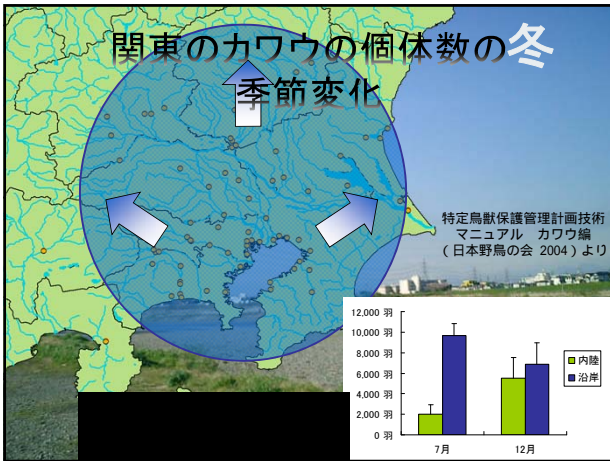 関東のカワウの個体数の冬
季節変化
特定鳥獣保護管理計画技術
マニュアル　カワウ編
(日本野鳥の会 2004)より
12,000 羽
10,000 羽
8,000 羽
6,000 羽
4,000 羽
2,000 羽
0 羽
7月
12月
内陸
沿岸